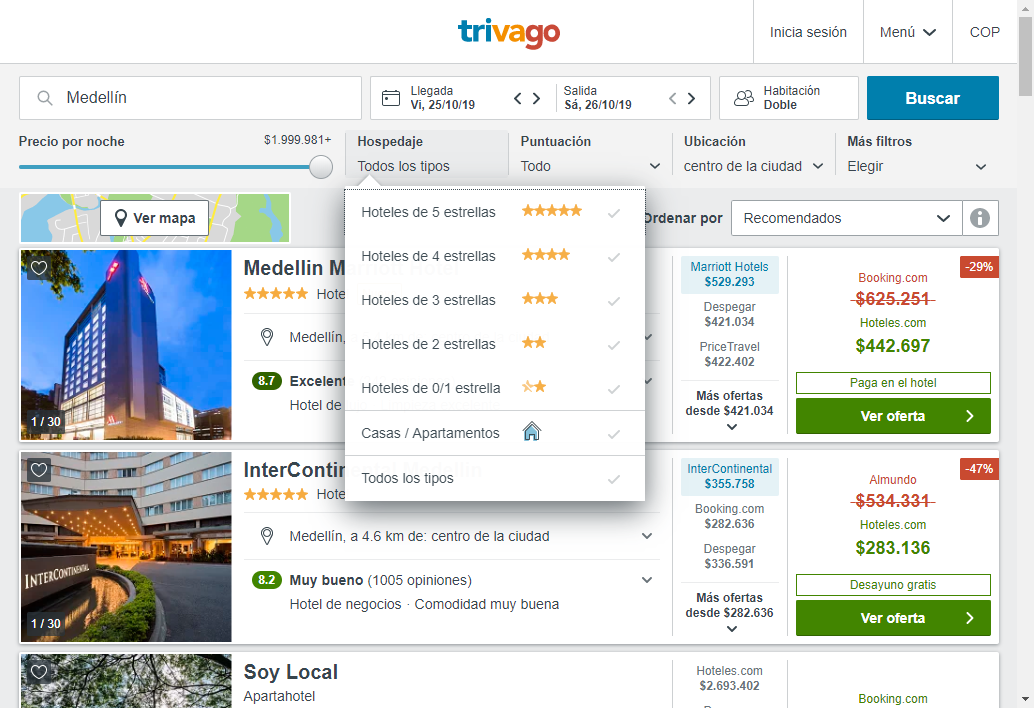 trivago
Inicia sesión
Menú
COP
Medellín
Llegada
Vi, 25/10/19
Salida
Sá, 26/10/19
Habitación
Doble
Buscar
Precio por noche
$1.999.981+
Hospedaje
Todos los tipos
Puntuación
Todo
Ubicación
centro de la ciudad
Más filtros
Elegir
Ver mapa
Ordenar por
Recomendados
Hoteles de 5 estrellas
Hoteles de 4 estrellas
Hoteles de 3 estrellas
Hoteles de 2 estrellas
Hoteles de 0/1 estrella
Casas / Apartamentos
Todos los tipos
1 / 30
Medellin Marriott Hotel
Hote
Medellín,
8.7 Excelent
Hotel de
Marriott Hotels
$529.293
Despegar
$421.034
PriceTravel
$422.402
Más ofertas
desde $421.034
-29%
Booking.com
$625.251
Hoteles.com
$442.697
Paga en el hotel
Ver oferta
INTERCONTINENTAL
1 / 30
InterContinental Medellín
Hote
Medellín, a 4.6 km de: centro de la ciudad
8.2 Muy bueno (1005 opiniones)
Hotel de negocios · Comodidad muy buena
InterContinental
$355.758
Booking.com
$282.636
Despegar
$336.591
Más ofertas
desde $282.636
-47%
Almundo
$534.331
Hoteles.com
$283.136
Desayuno gratis
Ver oferta
Soy Local
Apartahotel
Hoteles.com
$2.693.402
Booking.com